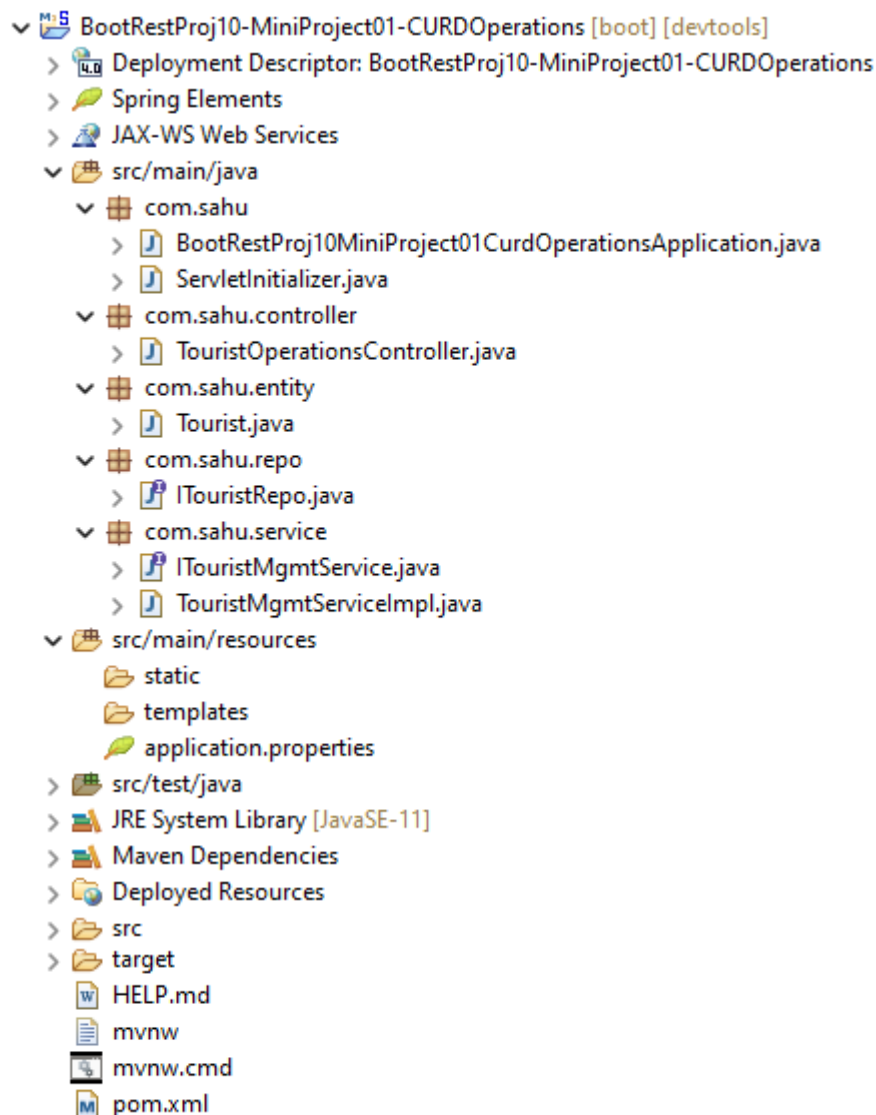 BootRestProj10-MiniProject01-CURDOperations [boot] [devtools]
Deployment Descriptor: BootRestProj10-MiniProject01-CURDOperations
Spring Elements
JAX-WS Web Services
src/main/java
com.sahu
BootRestProj10MiniProject01CurdOperationsApplication.java
ServletInitializer.java
com.sahu.controller
TouristOperationsController.java
com.sahu.entity
Tourist.java
com.sahu.repo
ITouristRepo.java
com.sahu.service
ITouristMgmtService.java
TouristMgmtServiceImpl.java
src/main/resources
static
templates
application.properties
src/test/java
JRE System Library [JavaSE-11]
Maven Dependencies
Deployed Resources
src
target
HELP.md
mvnw
mvnw.cmd
pom.xml